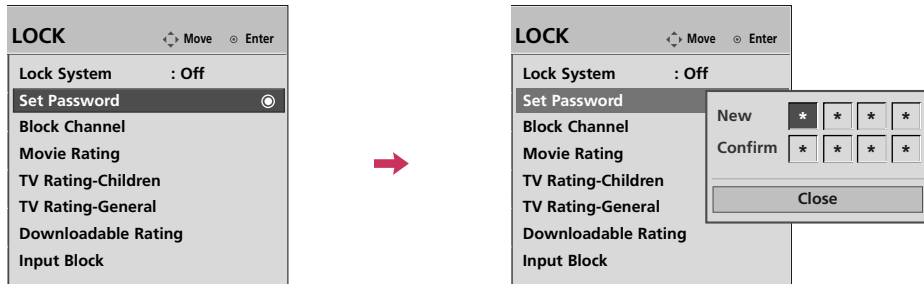 LOCK Move Enter
Lock System : Off
Set Password
Block Channel
Movie Rating
TV Rating-Children
TV Rating-General
Downloadable Rating
Input Block
LOCK Move Enter
Lock System : Off
Set Password
Block Channel
Movie Rating
TV Rating-Children
TV Rating-General
Downloadable Rating
Input Block
New * * * *
Confirm * * * *
Close